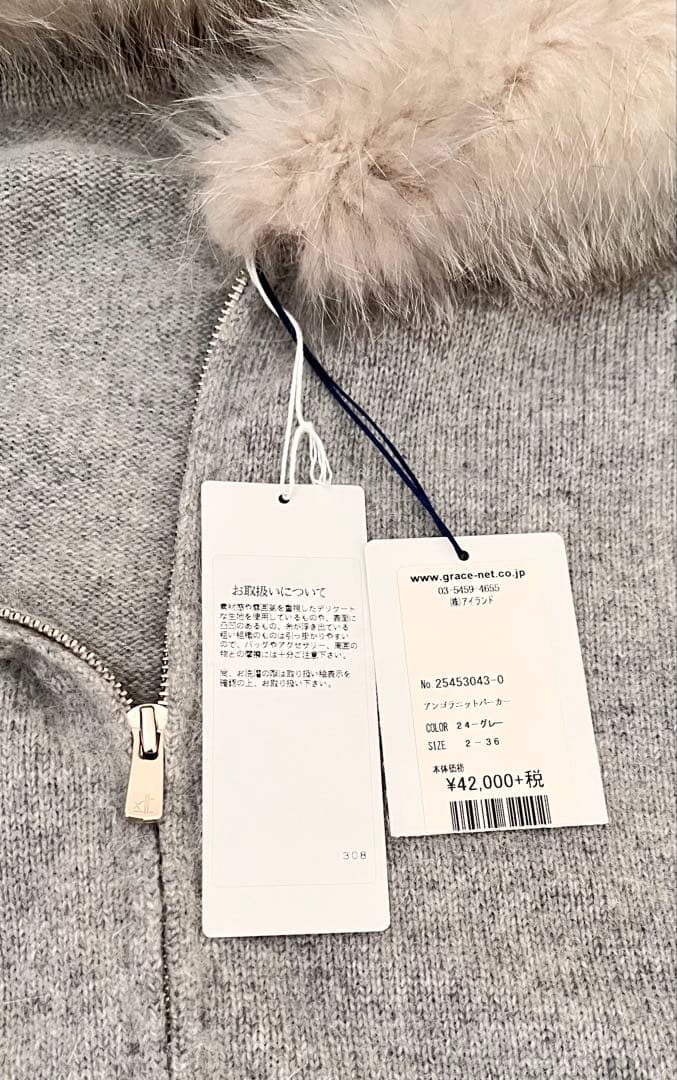 お取扱いについて
素材感や雰囲気を重視したデリケート
な生地を使用しているものや、表面に
凸凹のあるもの、糸が浮き出ている
粗い組織のものは引っ掛かりやすい
ので、バッグやアクセサリー、周囲の
物との摩擦には十分ご注意下さい。
尚、お洗濯の際は取り扱い絵表示を
確認の上、お取り扱い下さい。
308
www.grace-net.co.jp
03-5459-4655
(株)アイランド
No.25453043-0
アンゴラニットパーカー
COLOR 24-グレー
SIZE 2-36
本体価格
¥42,000+税